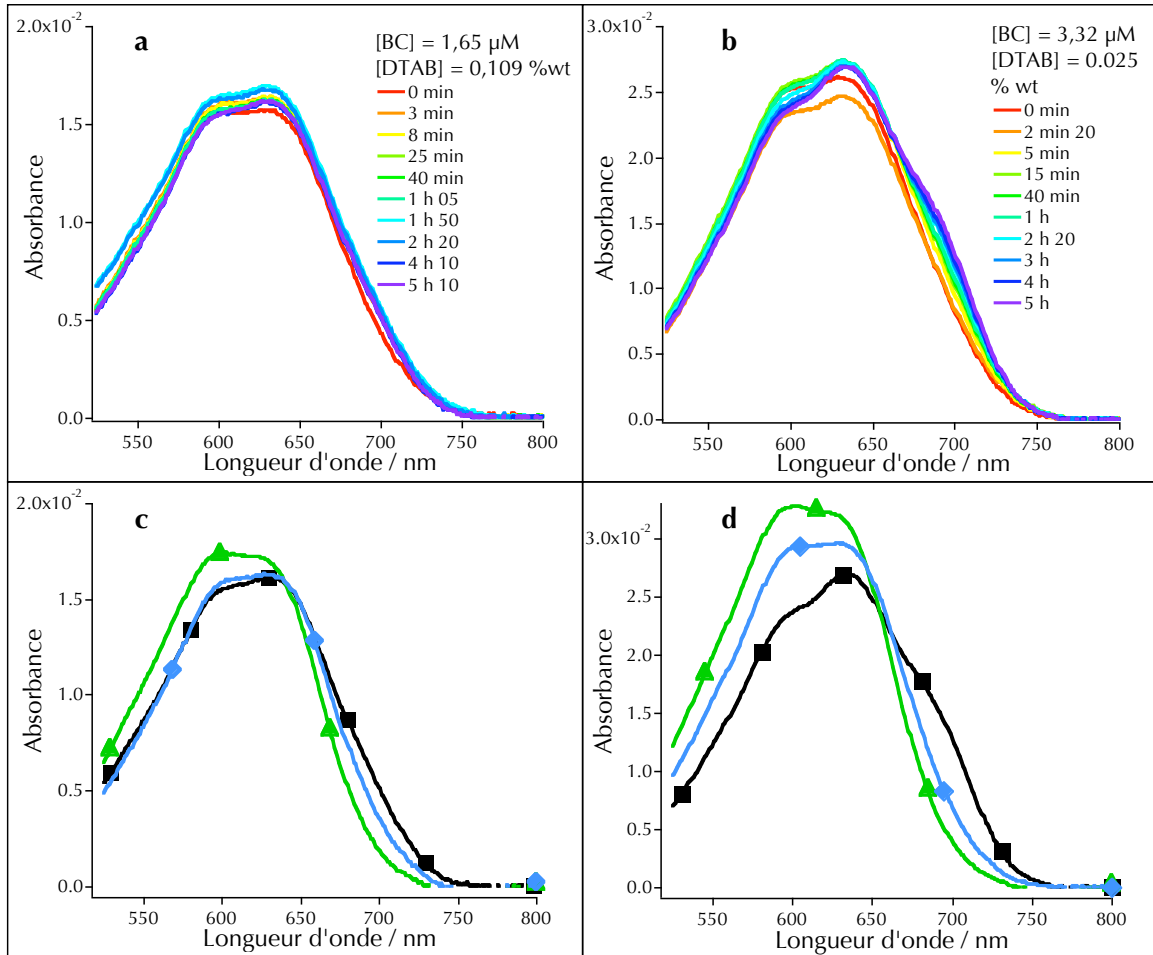 a
[BC] = 1,65 µM
[DTAB] = 0,109 %wt
0 min
3 min
8 min
25 min
40 min
1 h 05
1 h 50
2 h 20
4 h 10
5 h 10
2.0x10-2
1.5
1.0
0.5
0.0
Absorbance
550 600 650 700 750 800
Longueur d'onde / nm
b
[BC] = 3,32 µM
[DTAB] = 0.025
% wt
0 min
2 min 20
5 min
15 min
40 min
1 h
2 h 20
3 h
4 h
5 h
3.0x10-2
2.5
2.0
1.5
1.0
0.5
0.0
Absorbance
550 600 650 700 750 800
Longueur d'onde / nm
c
2.0x10-2
1.5
1.0
0.5
0.0
Absorbance
550 600 650 700 750 800
Longueur d'onde / nm
d
3.0x10-2
2.5
2.0
1.5
1.0
0.5
0.0
Absorbance
550 600 650 700 750 800
Longueur d'onde / nm